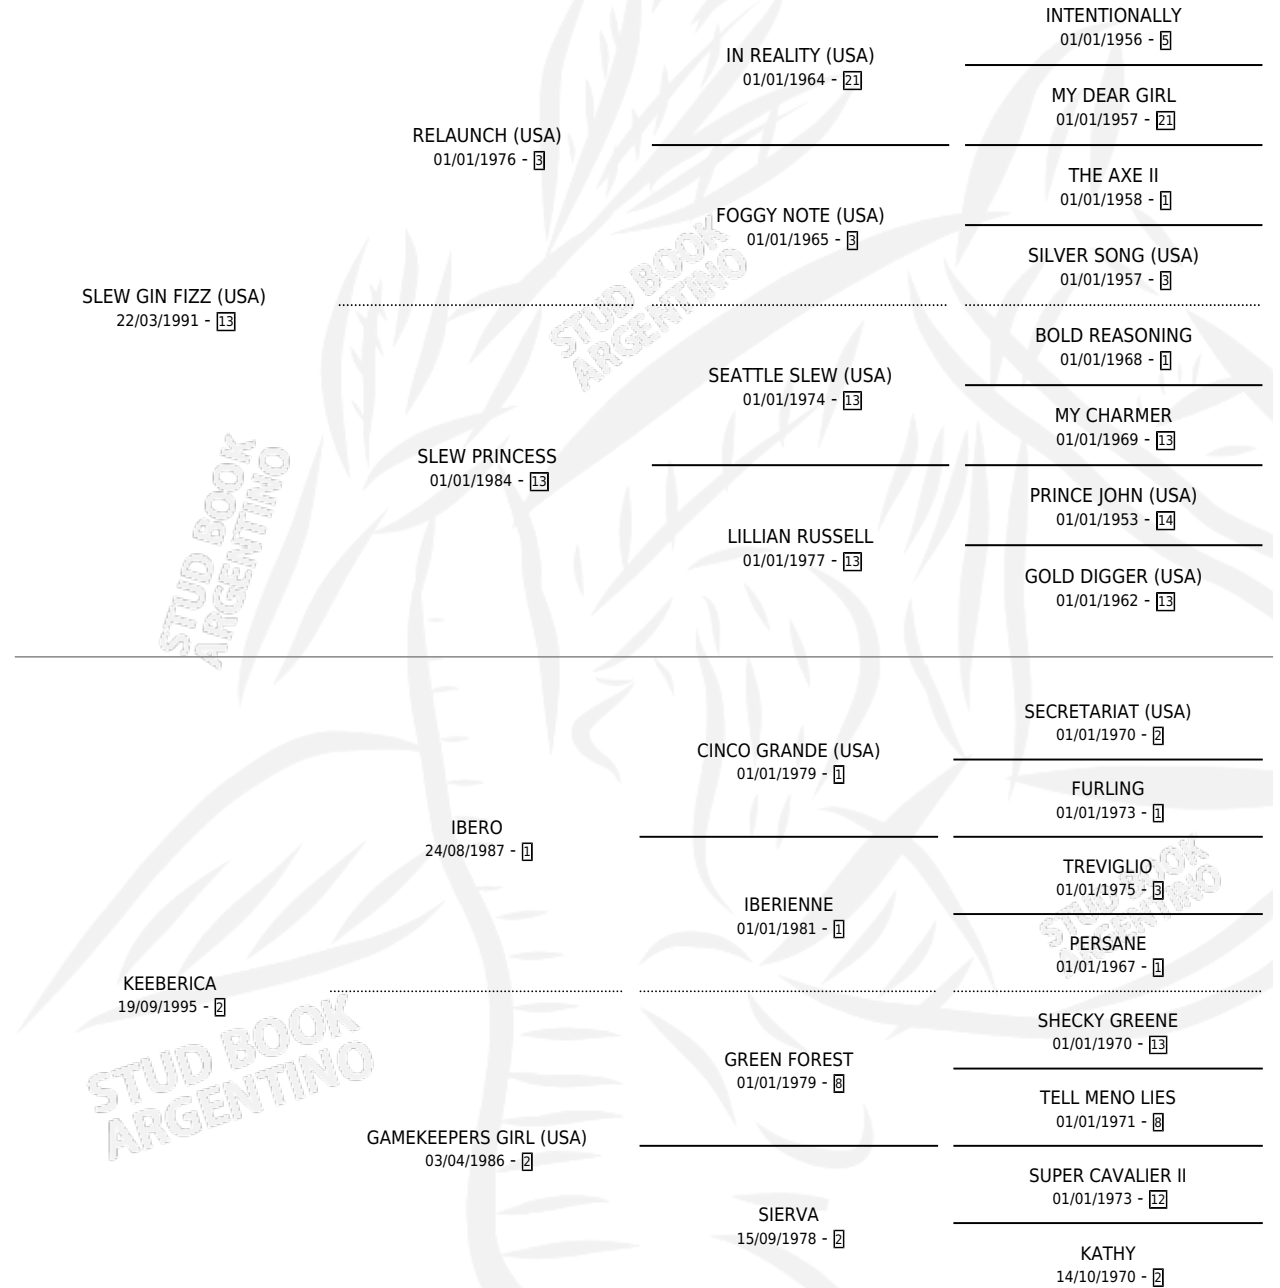 INTENTIONALLY
01/01/1956 - 5
IN REALITY (USA)
01/01/1964 - 21
MY DEAR GIRL
01/01/1957 - 21
RELAUNCH (USA)
01/01/1976 - 3
THE AXE II
01/01/1958 - 1
FOGGY NOTE (USA)
01/01/1965 - 3
SILVER SONG (USA)
01/01/1957 - 3
SLEW GIN FIZZ (USA)
22/03/1991 - 13
BOLD REASONING
01/01/1968 - 1
SEATTLE SLEW (USA)
01/01/1974 - 13
MY CHARMER
01/01/1969 - 13
SLEW PRINCESS
01/01/1984 - 13
PRINCE JOHN (USA)
01/01/1953 - 14
LILLIAN RUSSELL
01/01/1977 - 13
GOLD DIGGER (USA)
01/01/1962 - 13
SECRETARIAT (USA)
01/01/1970 - 2
CINCO GRANDE (USA)
01/01/1979 - 1
FURLING
01/01/1973 - 1
IBERO
24/08/1987 - 1
TREVIGLIO
01/01/1975 - 3
IBERIENNE
01/01/1981 - 1
PERSANE
01/01/1967 - 1
KEEBERICA
19/09/1995 - 2
SHECKY GREENE
01/01/1970 - 13
GREEN FOREST
01/01/1979 - 8
TELL MENO LIES
01/01/1971 - 8
GAMEKEEPERS GIRL (USA)
03/04/1986 - 2
SUPER CAVALIER II
01/01/1973 - 12
SIERVA
15/09/1978 - 2
KATHY
14/10/1970 - 2
STUD BOOK
ARGENTINO
STUD BOOK
ARGENTINO
STUD BOOK
ARGENTINO
STUD BOOK
ARGENTINO